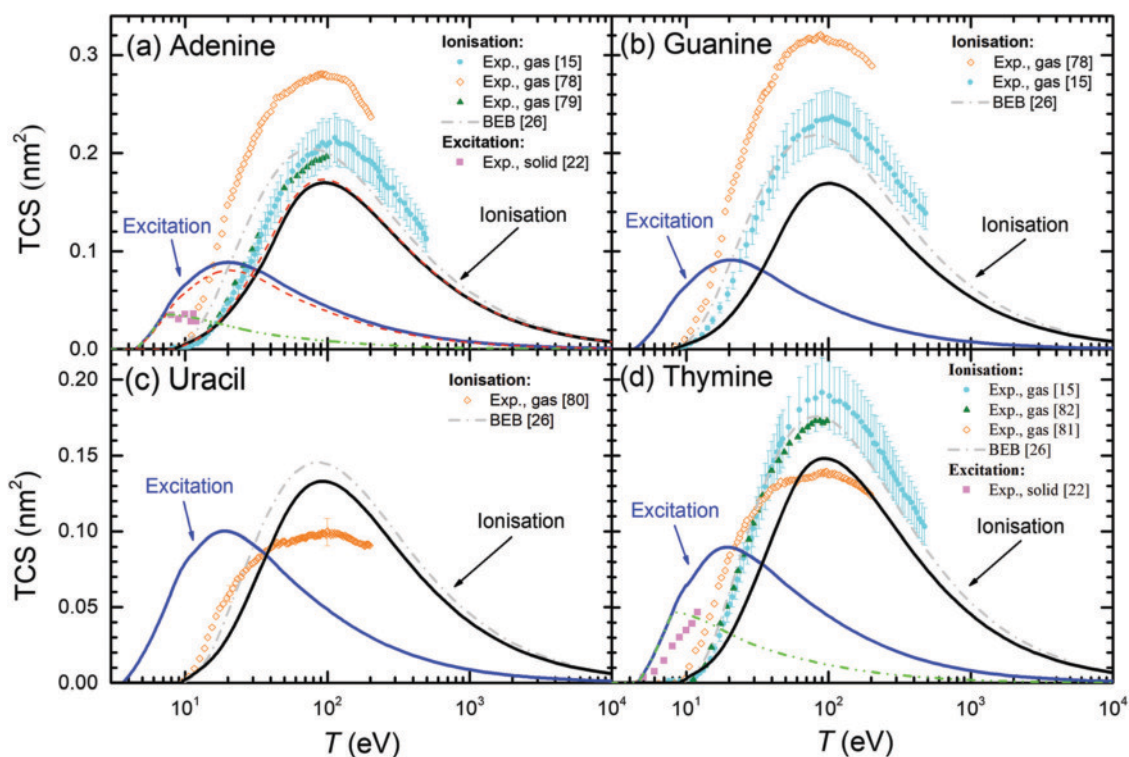 (a) Adenine
Ionisation:
Exp., gas [15]
Exp., gas [78]
Exp., gas [79]
BEB [26]
Excitation:
Exp., solid [22]
Excitation
Ionisation
(b) Guanine
Ionisation:
Exp., gas [78]
Exp., gas [15]
BEB [26]
Excitation
Ionisation
TCS (nm²)
0.3
0.2
0.1
0.0
(c) Uracil
Ionisation:
Exp., gas [80]
BEB [26]
Excitation
Ionisation
(d) Thymine
Ionisation:
Exp., gas [15]
Exp., gas [82]
Exp., gas [81]
BEB [26]
Excitation:
Exp., solid [22]
Excitation
Ionisation
TCS (nm²)
0.20
0.15
0.10
0.05
0.00
10¹ 10² 10³ 10¹ 10² 10³ 10⁴
T (eV) T (eV)